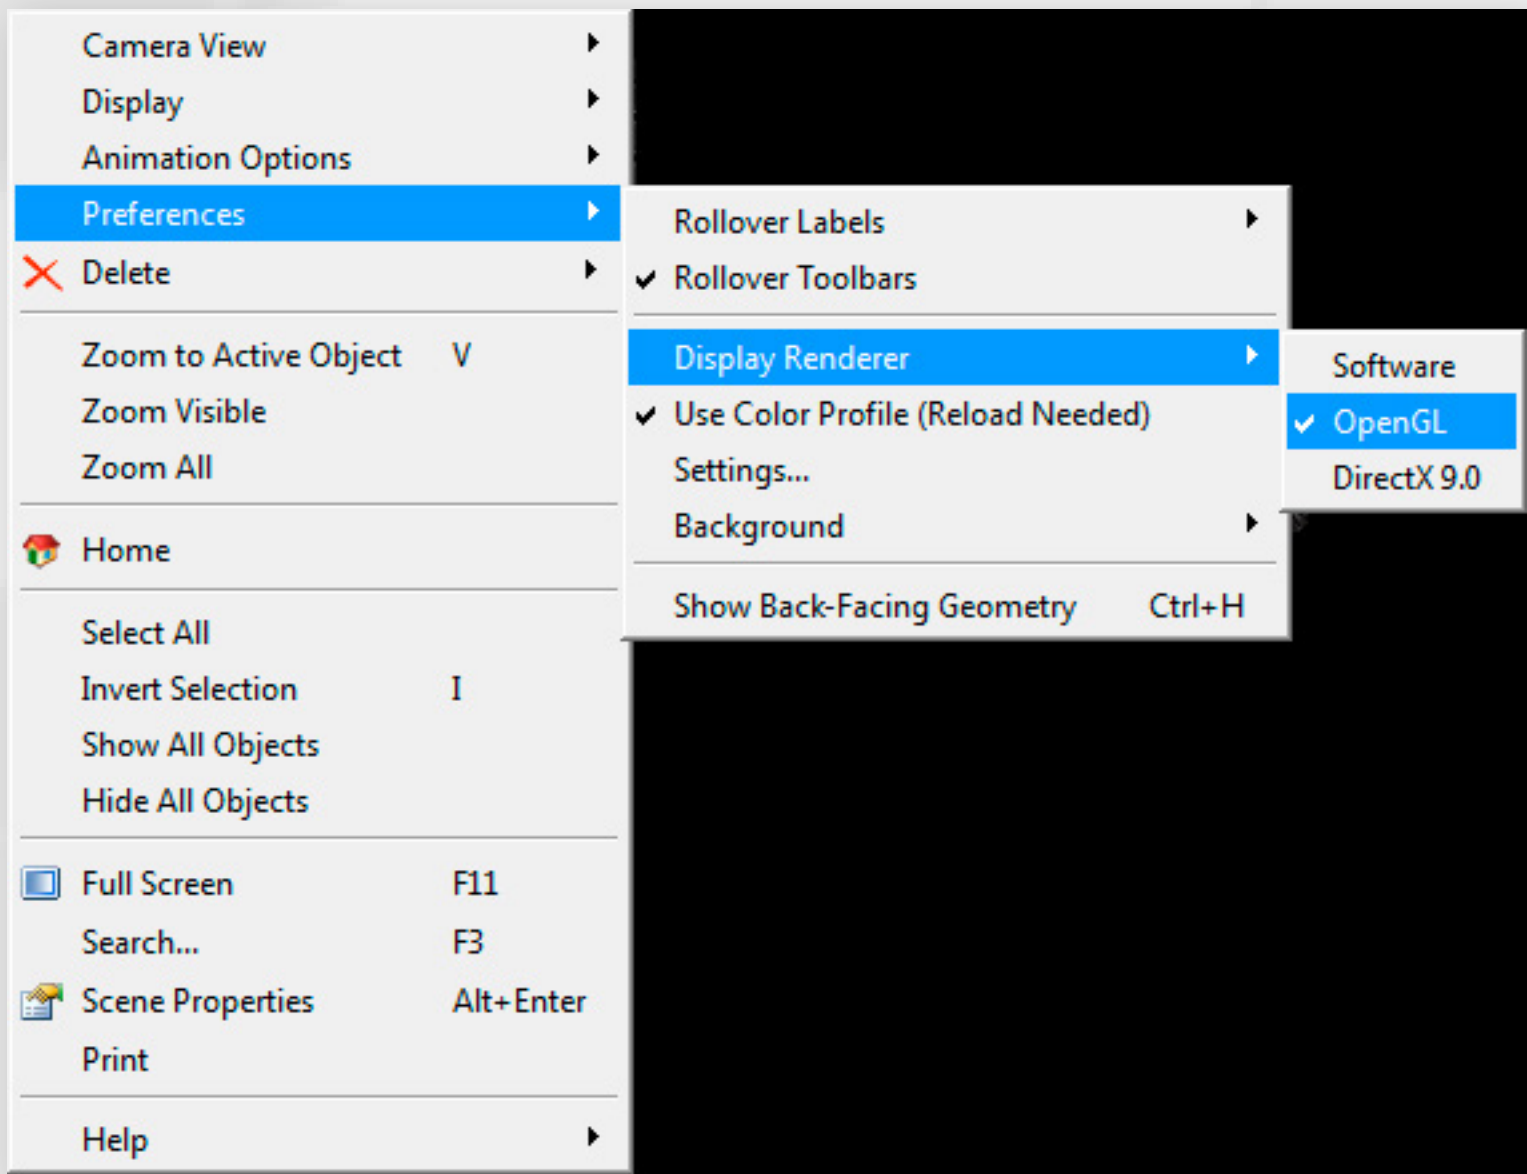 Camera View
Display
Animation Options
Preferences
Delete
Zoom to Active Object V
Zoom Visible
Zoom All
Home
Select All
Invert Selection I
Show All Objects
Hide All Objects
Full Screen F11
Search... F3
Scene Properties Alt+Enter
Print
Help
Rollover Labels
Rollover Toolbars
Display Renderer
Use Color Profile (Reload Needed)
Settings...
Background
Show Back-Facing Geometry Ctrl+H
Software
OpenGL
DirectX 9.0